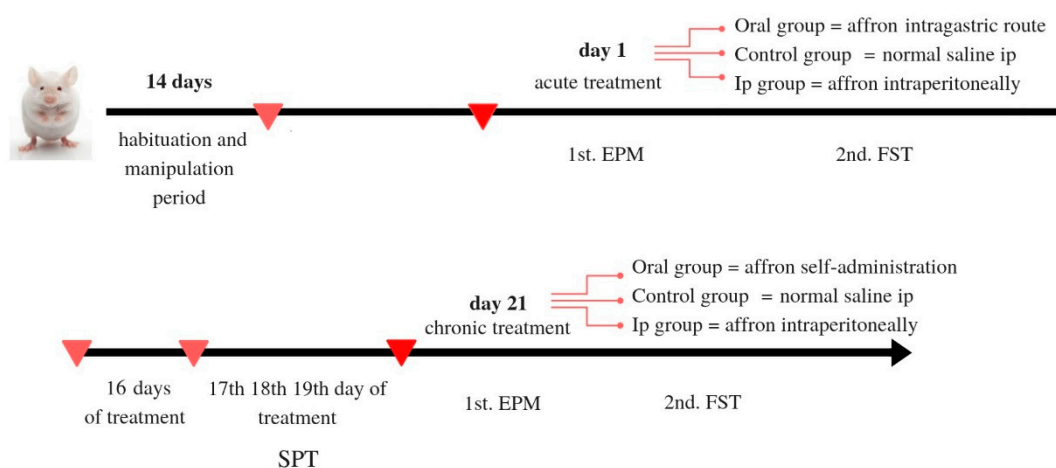 Oral group = affron intragastric route
day 1
Control group = normal saline ip
14 days
acute treatment
Ip group = affron intraperitoneally
habituation and
manipulation
period
1st. EPM
2nd. FST
Oral group = affron self-administration
day 21
Control group = normal saline ip
chronic treatment
Ip group = affron intraperitoneally
16 days
of treatment
17th 18th 19th day of
treatment
1st. EPM
2nd. FST
SPT